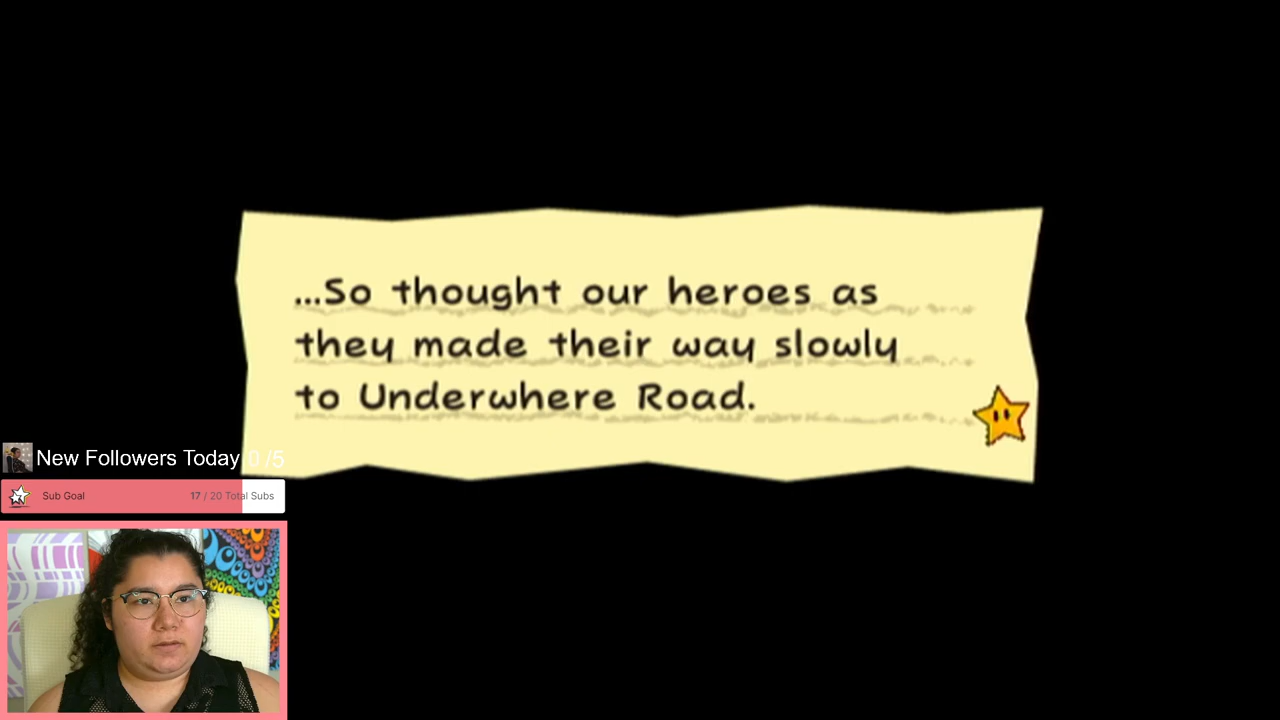 ...So thought our heroes as
they made their way slowly
to Underwhere Road.
New Followers Today 0/5
Sub Goal 17 / 20 Total Subs